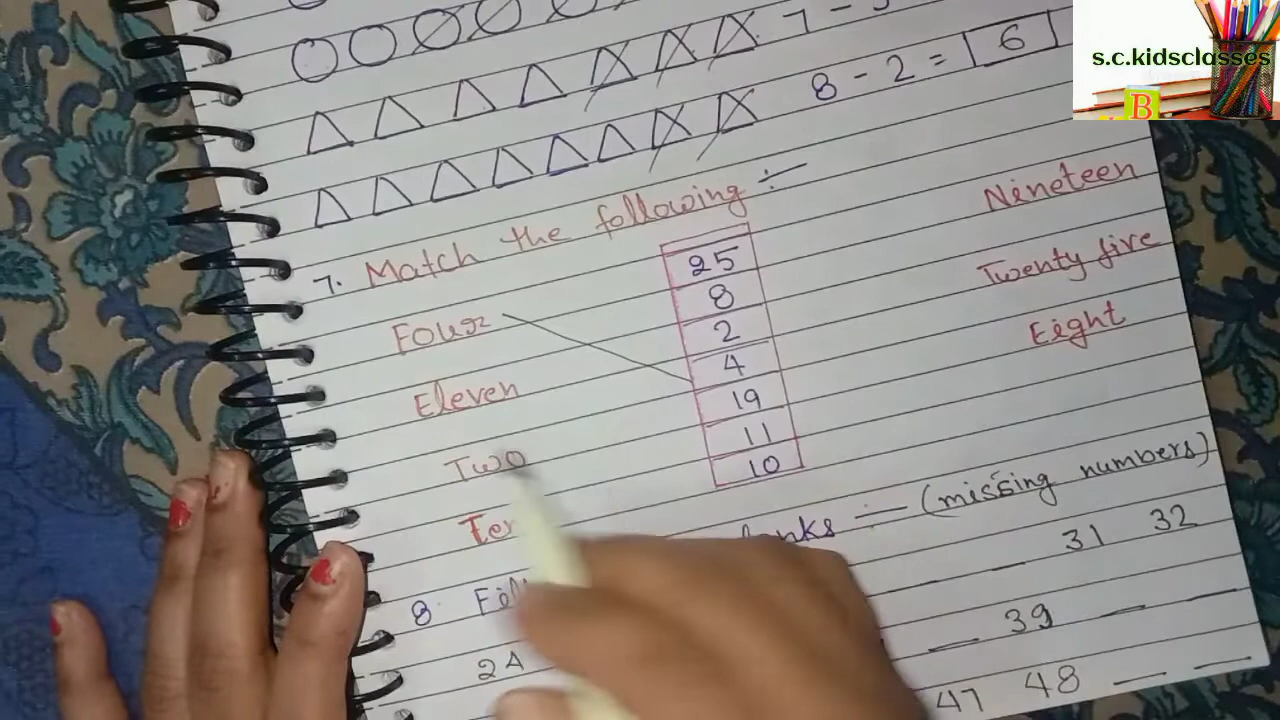 s.c.kidsclasses
B
7 -
8 - 2 = 6
7. Match the following ÷
Four 25 Nineteen
Eleven 8 Twenty five
Two 2 Eight
4
19
11
10
8. (missing numbers)
24 31 32
39
47 48